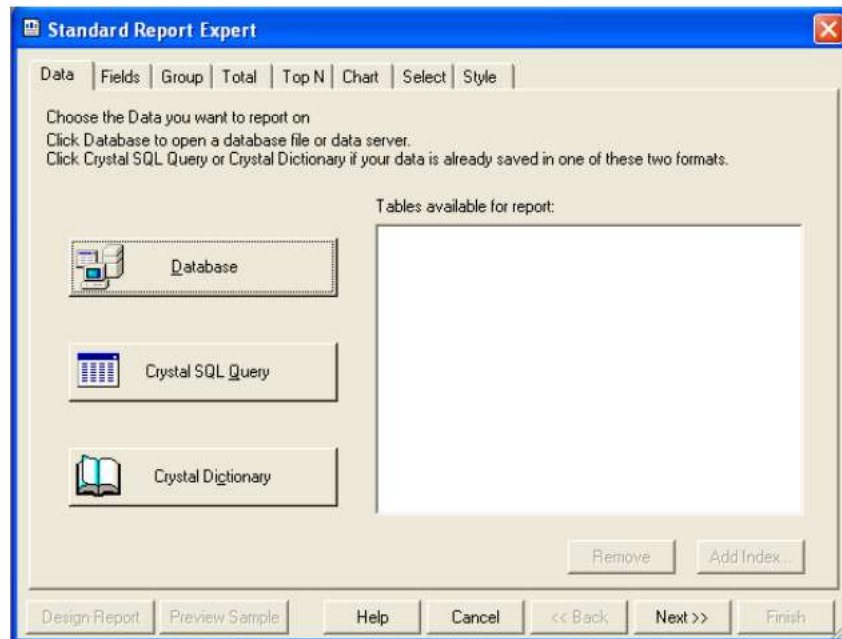 Standard Report Expert
Data Fields Group Total Top N Chart Select Style
Choose the Data you want to report on
Click Database to open a database file or data server.
Click Crystal SQL Query or Crystal Dictionary if your data is already saved in one of these two formats.
Tables available for report:
Database
Crystal SQL Query
Crystal Dictionary
Remove Add Index...
Design Report Preview Sample Help Cancel << Back Next >> Finish